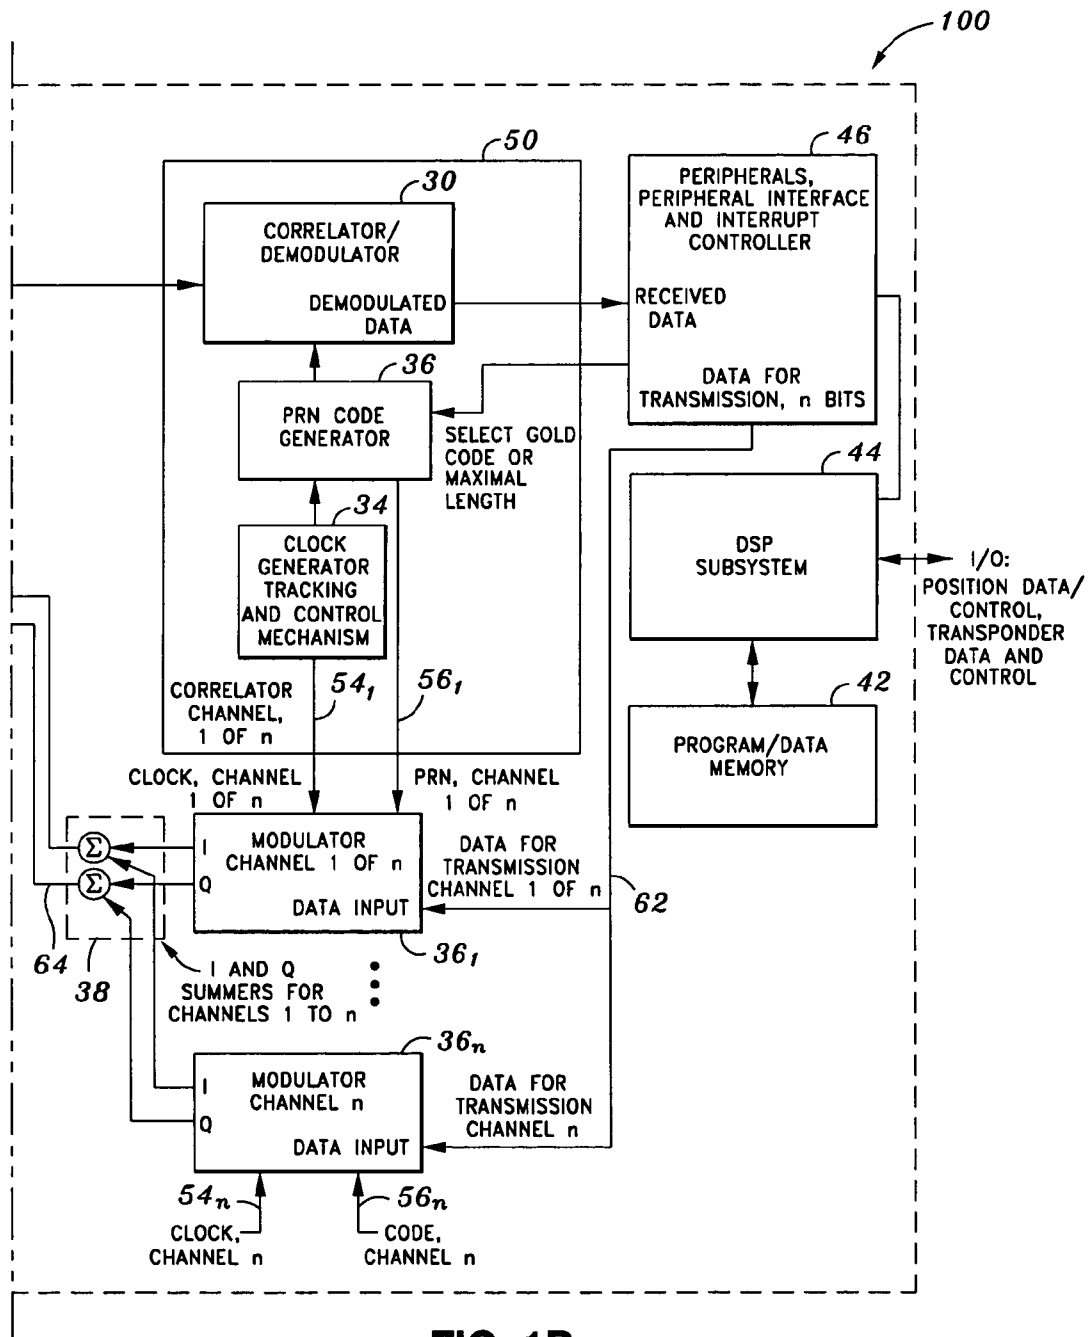 100
50
46
30
PERIPHERALS,
PERIPHERAL INTERFACE
AND INTERRUPT
CONTROLLER
CORRELATOR/
DEMODULATOR
DEMODULATED
DATA
RECEIVED
DATA
36
DATA FOR
TRANSMISSION, n BITS
PRN CODE
GENERATOR
SELECT GOLD
CODE OR
MAXIMAL
LENGTH
44
34
CLOCK
GENERATOR
TRACKING
AND CONTROL
MECHANISM
DSP
SUBSYSTEM
I/O:
POSITION DATA/
CONTROL,
TRANSPONDER
DATA AND
CONTROL
CORRELATOR
CHANNEL,
1 OF n
54₁
56₁
42
PROGRAM/DATA
MEMORY
CLOCK, CHANNEL
1 OF n
PRN, CHANNEL
1 OF n
Σ
Σ
I
Q
MODULATOR
CHANNEL 1 OF n
DATA INPUT
DATA FOR
TRANSMISSION
CHANNEL 1 OF n
62
64
38
36₁
I AND Q
SUMMERS FOR
CHANNELS 1 TO n
36ₙ
I
Q
MODULATOR
CHANNEL n
DATA INPUT
DATA FOR
TRANSMISSION
CHANNEL n
54ₙ
56ₙ
CLOCK,
CHANNEL n
CODE,
CHANNEL n